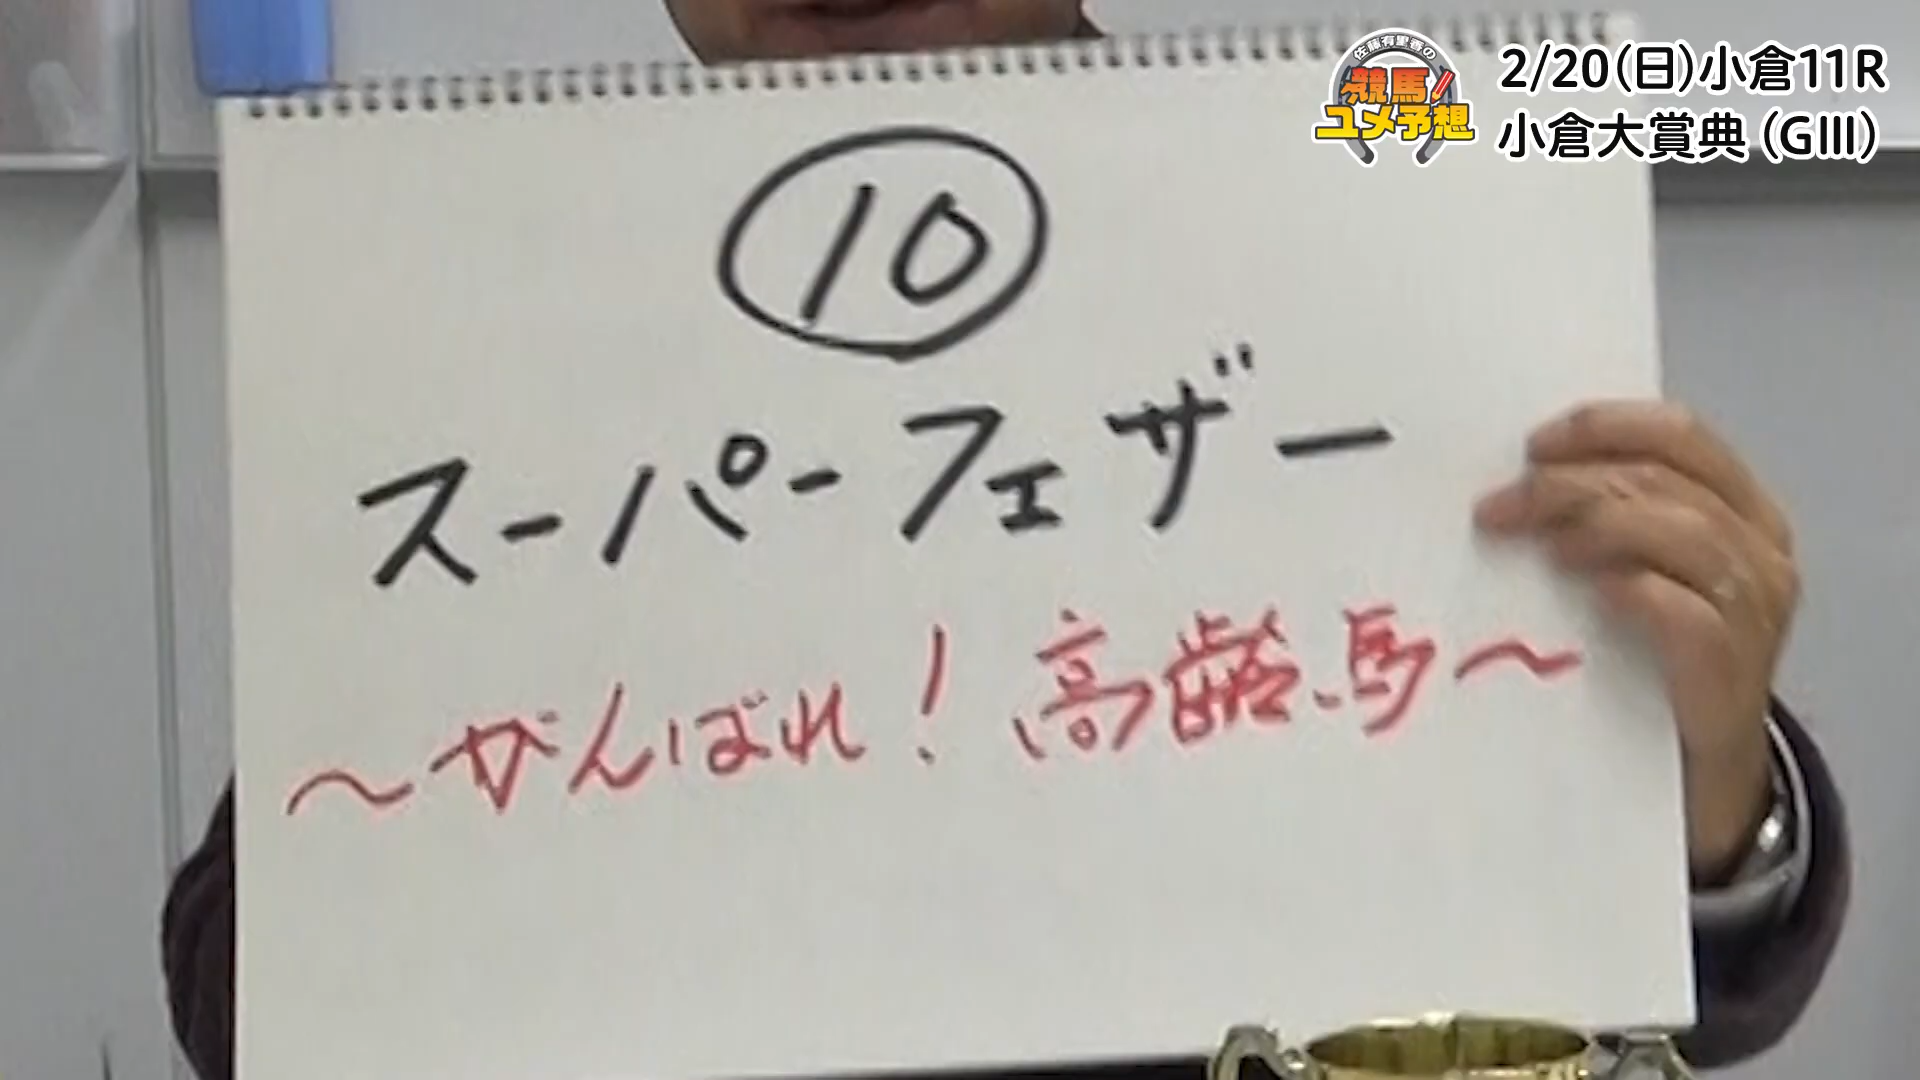 佐藤有里香の
競馬
ユメ予想
2/20(日)小倉11R
小倉大賞典(GⅢ)
⑩
スーパーフェザー
～がんばれ!高齢馬～